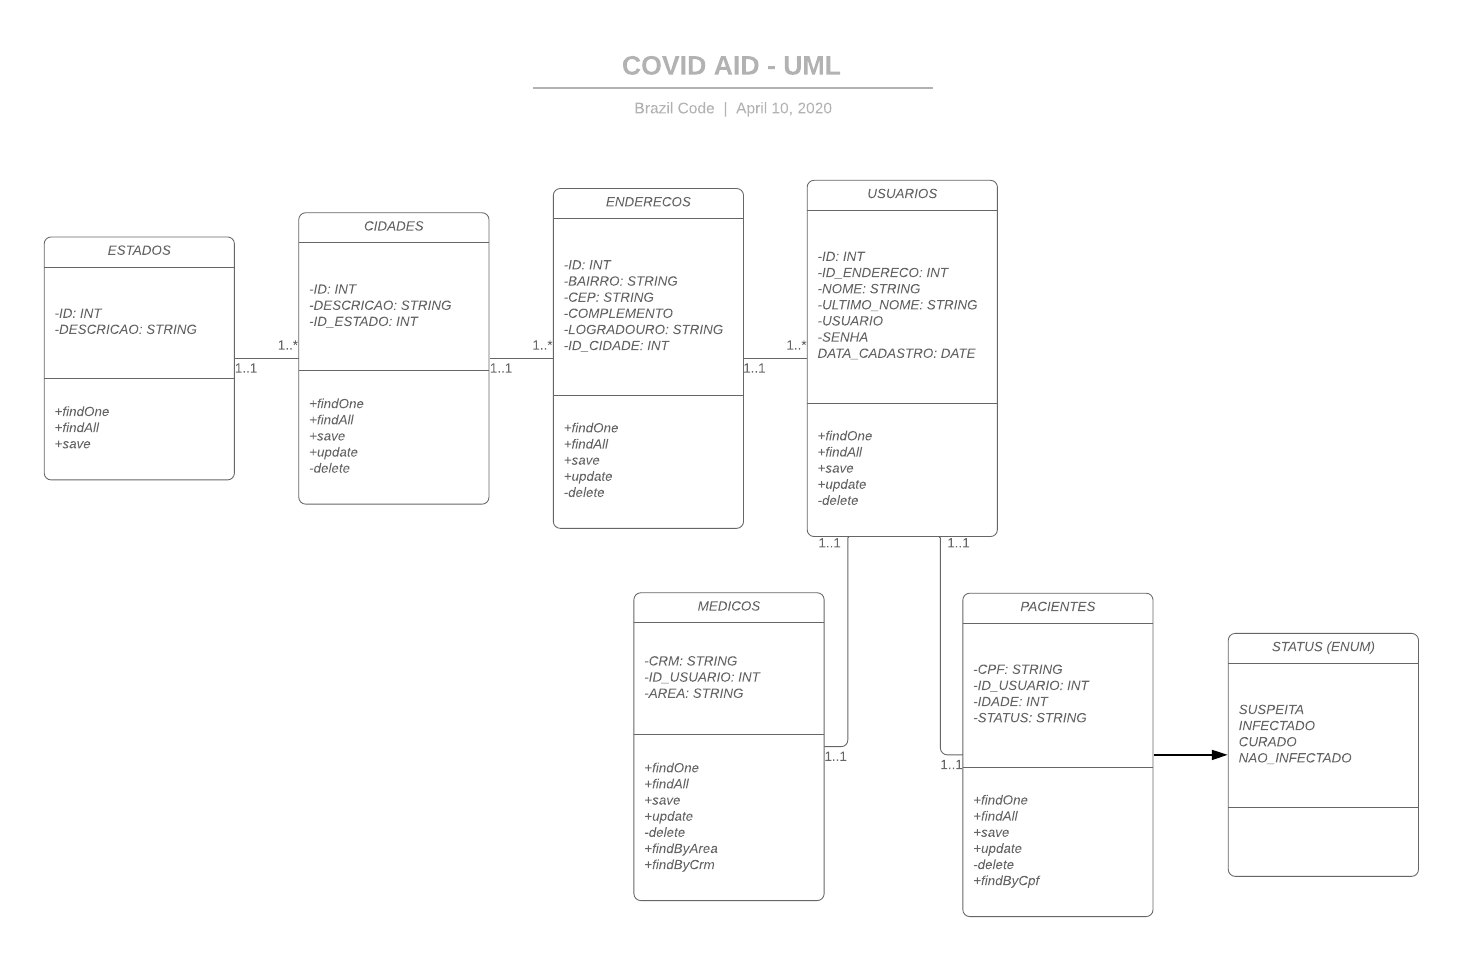 COVID AID - UML
Brazil Code | April 10, 2020
ESTADOS
-ID: INT
-DESCRICAO: STRING
+findOne
+findAll
+save
1..1
1..*
CIDADES
-ID: INT
-DESCRICAO: STRING
-ID_ESTADO: INT
+findOne
+findAll
+save
+update
-delete
1..1
1..*
ENDERECOS
-ID: INT
-BAIRRO: STRING
-CEP: STRING
-COMPLEMENTO
-LOGRADOURO: STRING
-ID_CIDADE: INT
+findOne
+findAll
+save
+update
-delete
1..1
1..*
USUARIOS
-ID: INT
-ID_ENDERECO: INT
-NOME: STRING
-ULTIMO_NOME: STRING
-USUARIO
-SENHA
DATA_CADASTRO: DATE
+findOne
+findAll
+save
+update
-delete
1..1
1..1
MEDICOS
-CRM: STRING
-ID_USUARIO: INT
-AREA: STRING
+findOne
+findAll
+save
+update
-delete
+findByArea
+findByCrm
1..1
1..1
PACIENTES
-CPF: STRING
-ID_USUARIO: INT
-IDADE: INT
-STATUS: STRING
+findOne
+findAll
+save
+update
-delete
+findByCpf
STATUS (ENUM)
SUSPEITA
INFECTADO
CURADO
NAO_INFECTADO